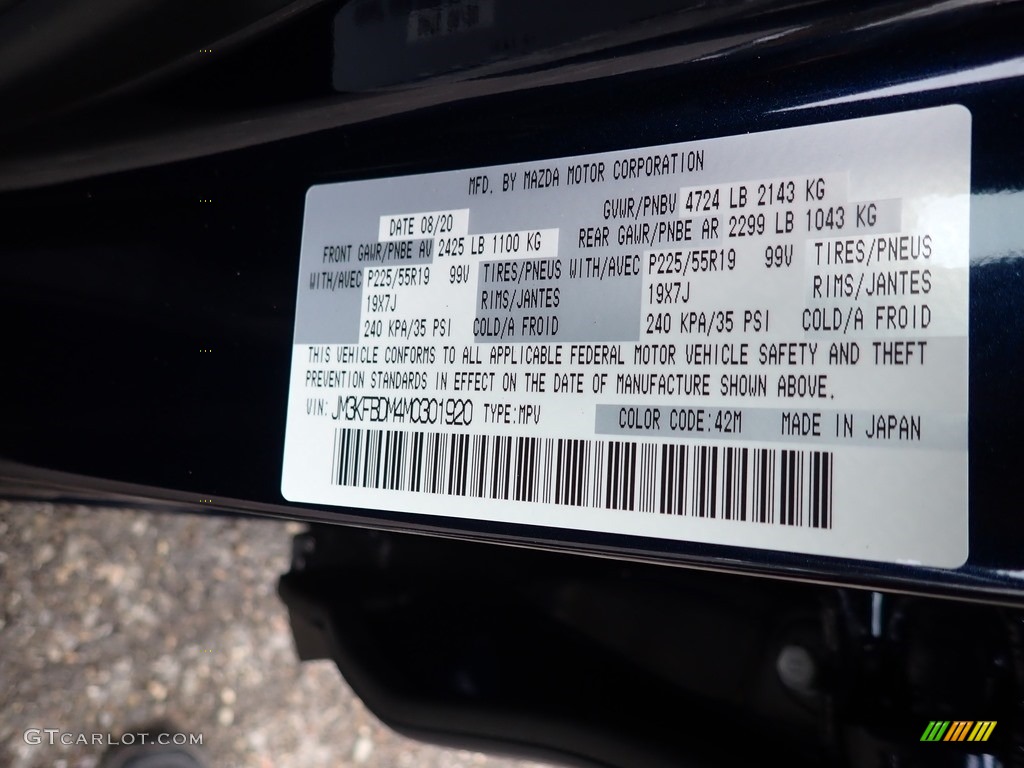 MFD. BY MAZDA MOTOR CORPORATION
DATE 08/20 GVWR/PNBV 4724 LB 2143 KG
FRONT GAWR/PNBE AV 2425 LB 1100 KG REAR GAWR/PNBE AR 2299 LB 1043 KG
WITH/AVEC P225/55R19 99V TIRES/PNEUS WITH/AVEC P225/55R19 99V TIRES/PNEUS
19X7J RIMS/JANTES 19X7J RIMS/JANTES
240 KPA/35 PSI COLD/A FROID 240 KPA/35 PSI COLD/A FROID
THIS VEHICLE CONFORMS TO ALL APPLICABLE FEDERAL MOTOR VEHICLE SAFETY AND THEFT
PREVENTION STANDARDS IN EFFECT ON THE DATE OF MANUFACTURE SHOWN ABOVE.
VIN: JM3KFBDM4M0301920 TYPE:MPV COLOR CODE:42M MADE IN JAPAN
GTCARLOT.COM